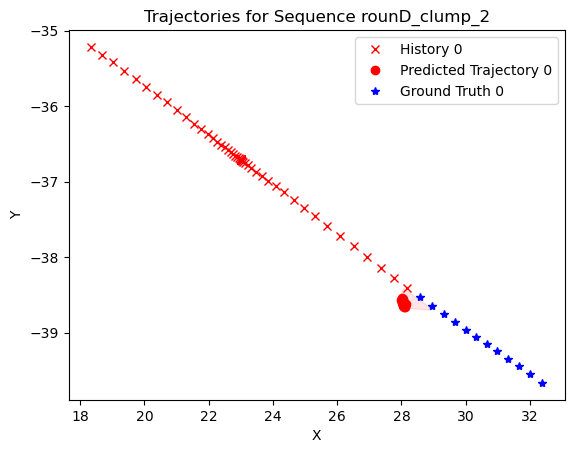 Trajectories for Sequence rounD_clump_2
History 0
Predicted Trajectory 0
Ground Truth 0
−35
−36
−37
−38
−39
Y
18
20
22
24
26
28
30
32
X